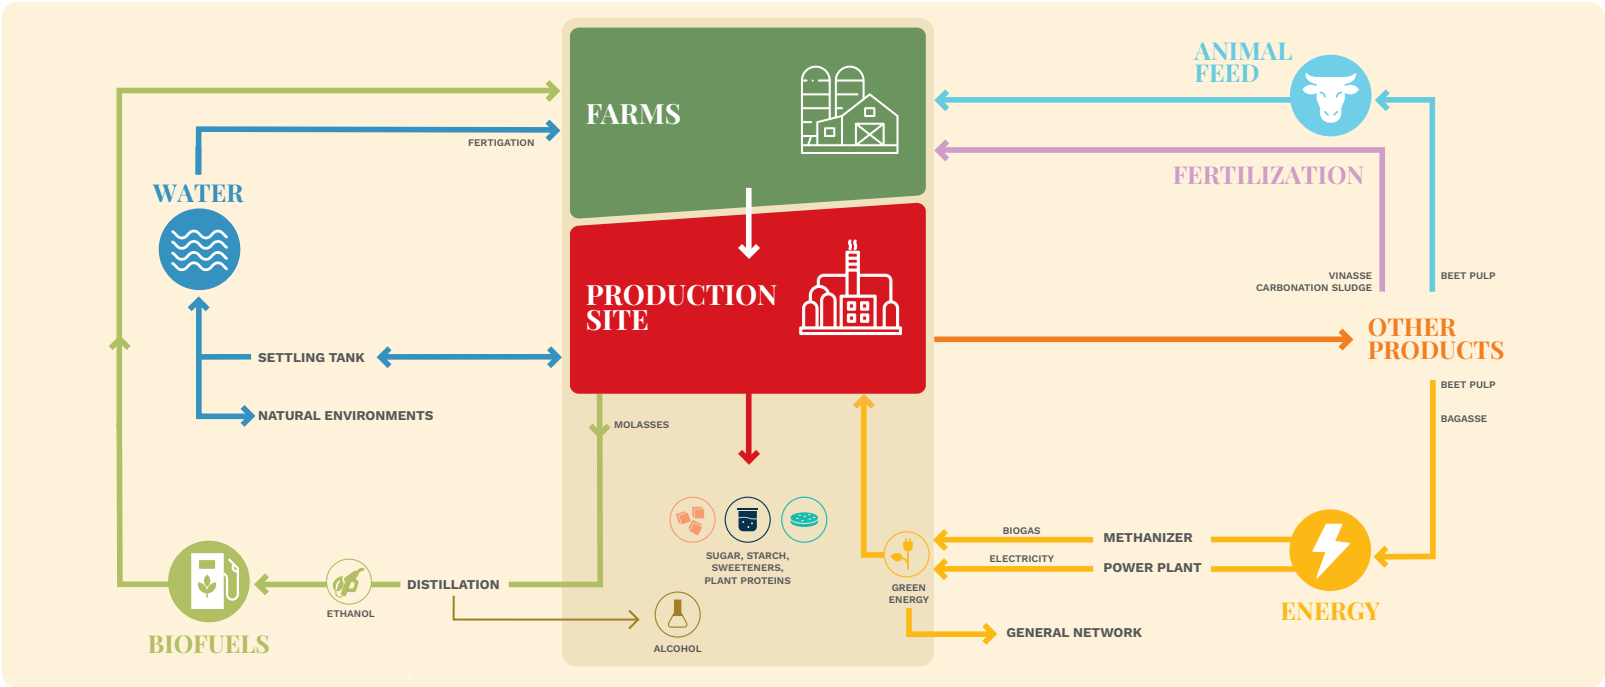 ANIMAL
FEED
FARMS
FERTIGATION
FERTILIZATION
WATER
VINASSE
CARBONATION SLUDGE
BEET PULP
PRODUCTION
SITE
OTHER
PRODUCTS
SETTLING TANK
BEET PULP
NATURAL ENVIRONMENTS
MOLASSES
BAGASSE
BIOGAS
METHANIZER
ELECTRICITY
POWER PLANT
SUGAR, STARCH,
SWEETENERS,
PLANT PROTEINS
DISTILLATION
GREEN
ENERGY
ETHANOL
ENERGY
BIOFUELS
ALCOHOL
GENERAL NETWORK